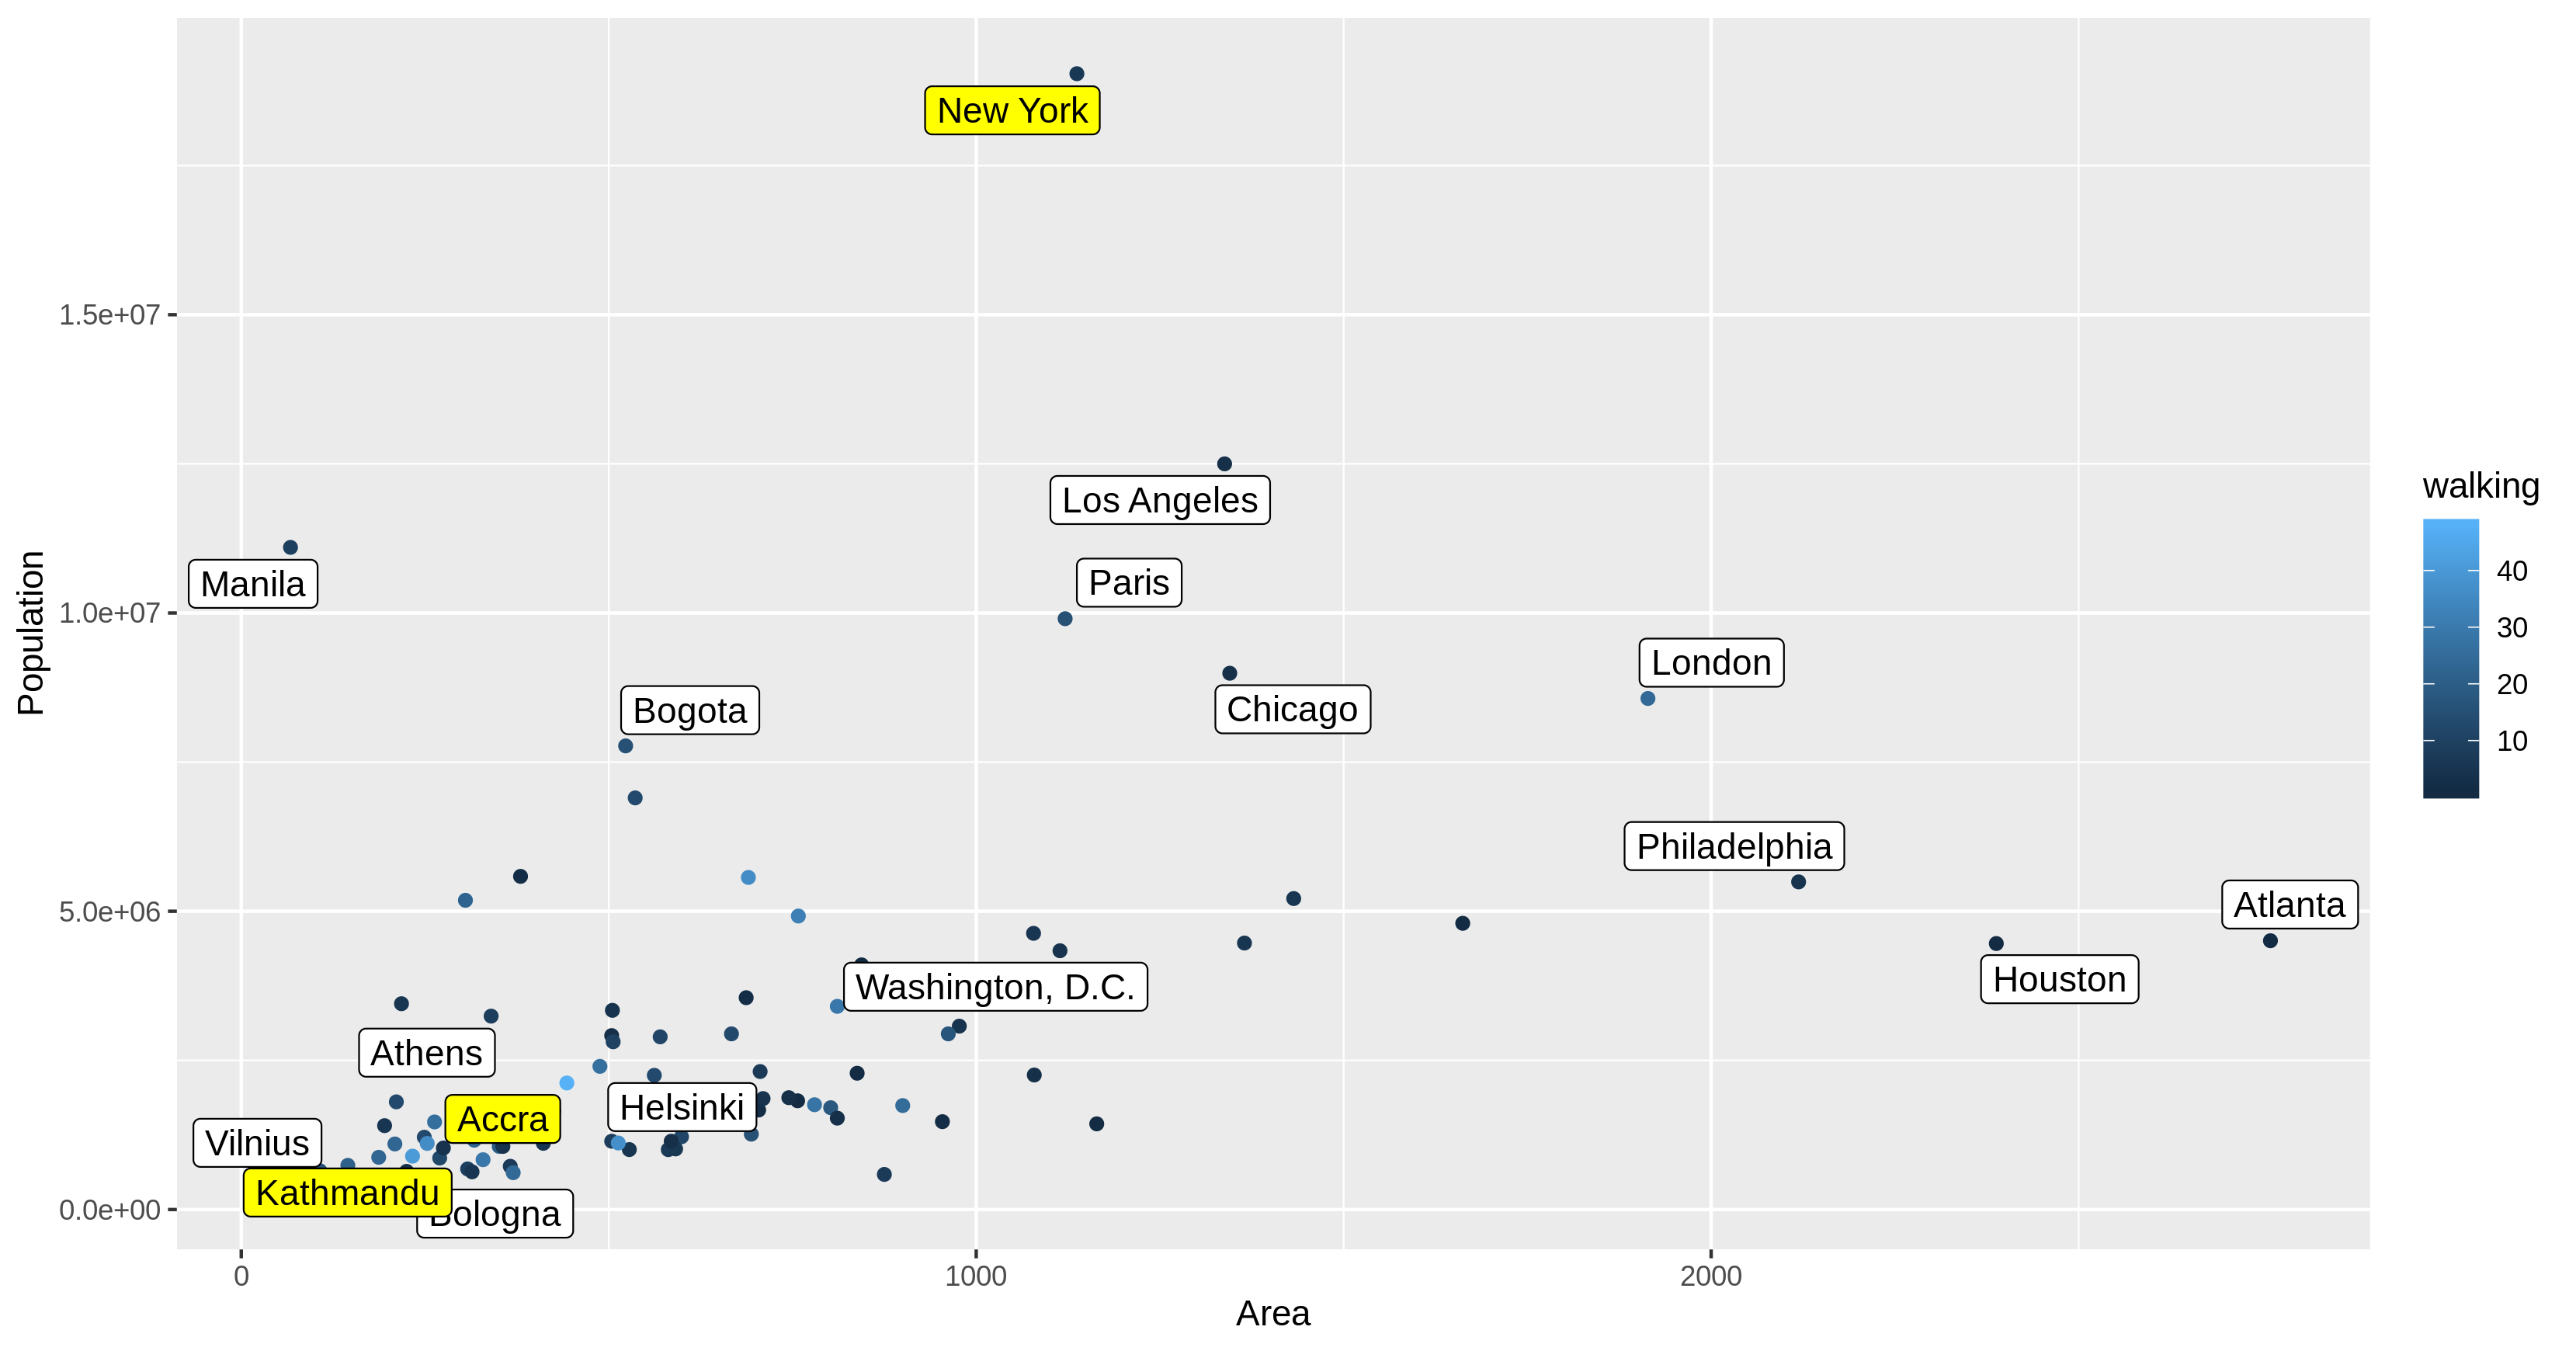 New York
1.5e+07
Los Angeles
Manila
Paris
1.0e+07
London
Bogota
Chicago
Philadelphia
Atlanta
5.0e+06
Washington, D.C.
Houston
Athens
Helsinki
Accra
Vilnius
Kathmandu
Bologna
0.0e+00
0
1000
2000
Area
Population
walking
40
30
20
10